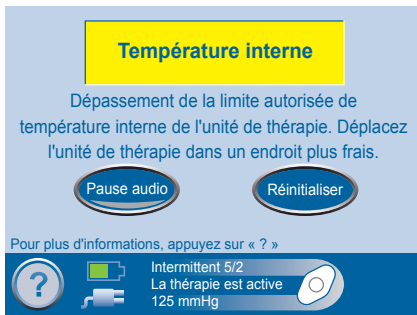 Température interne
Dépassement de la limite autorisée de
température interne de l'unité de thérapie. Déplacez
l'unité de thérapie dans un endroit plus frais.
Pause audio
Réinitialiser
Pour plus d'informations, appuyez sur « ? »
?
Intermittent 5/2
La thérapie est active
125 mmHg